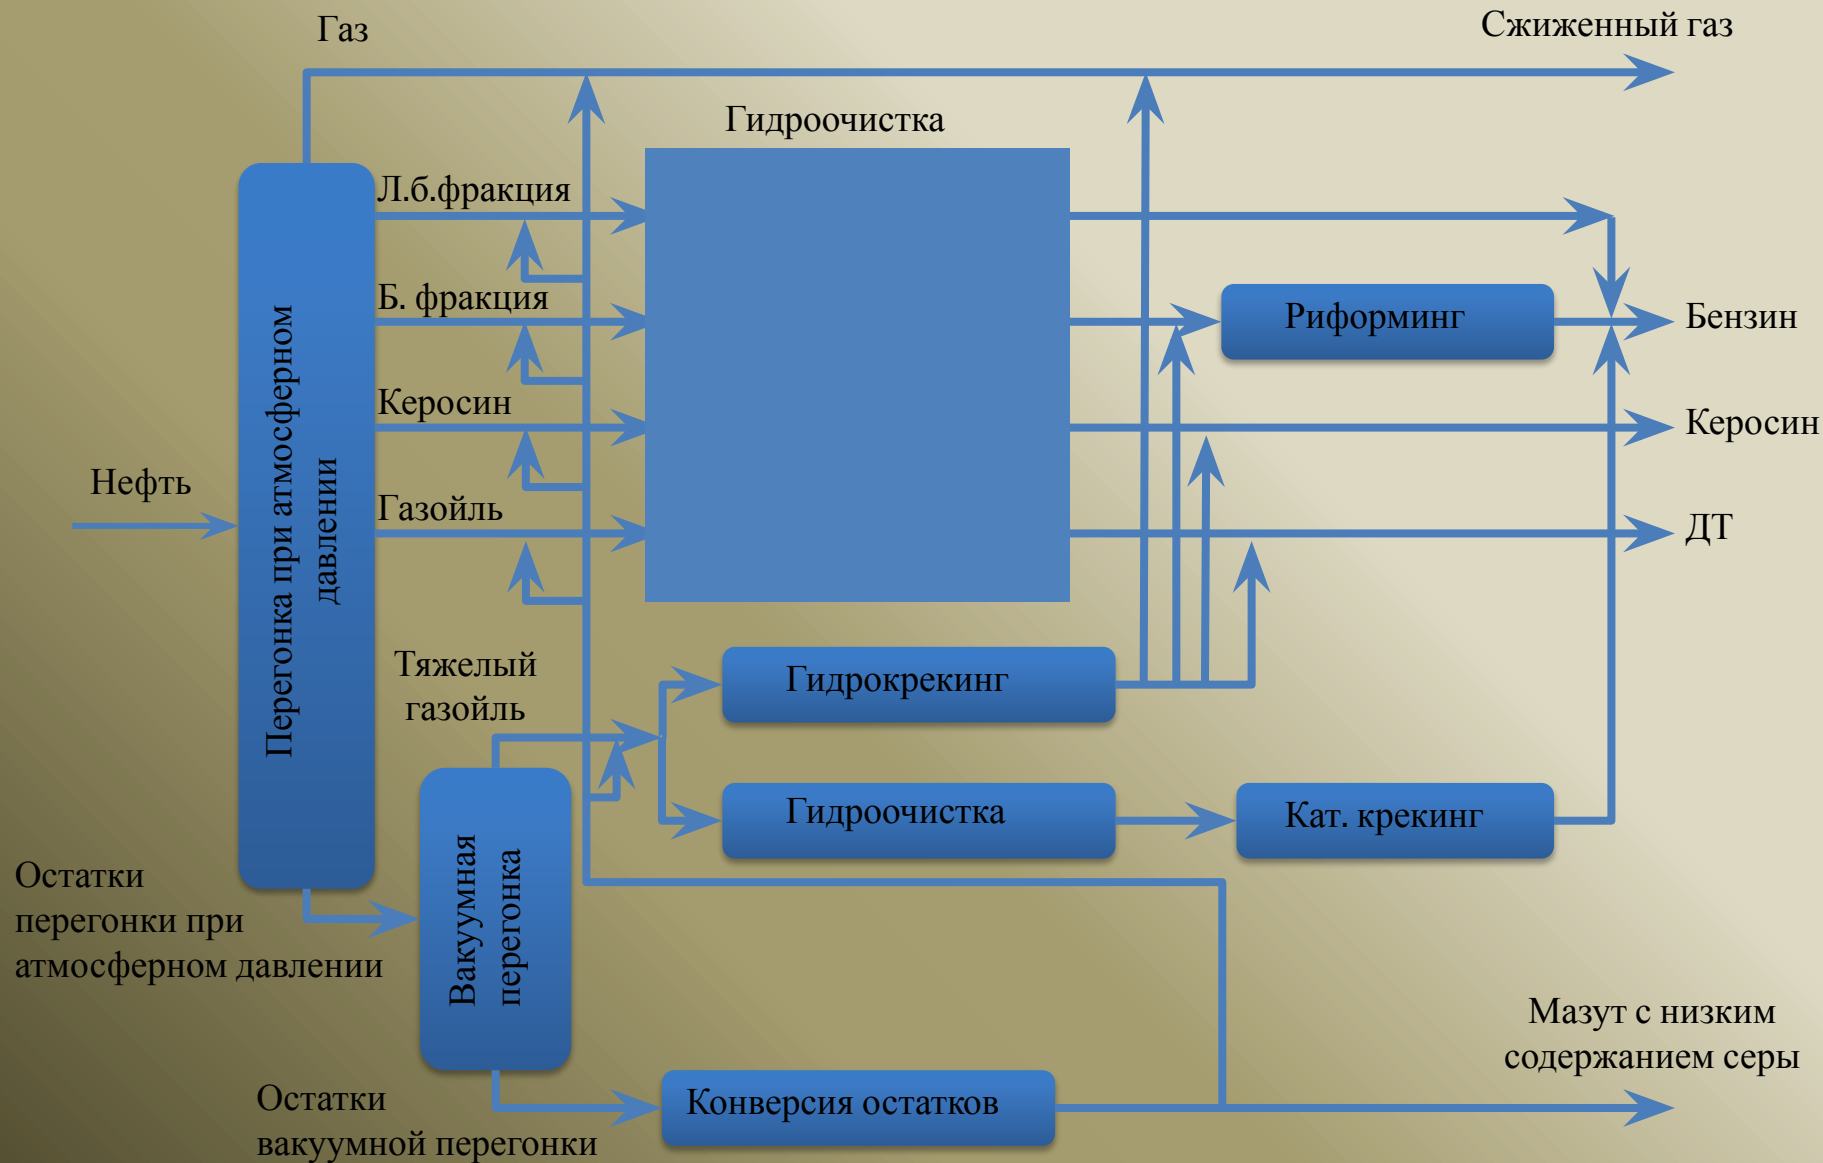 Газ
Сжиженный газ
Гидроочистка
Л.б.фракция
Б. фракция
Риформинг
Бензин
Керосин
Керосин
Нефть
Газойль
ДТ
Перегонка при атмосферном
давлении
Тяжелый
газойль
Гидрокрекинг
Гидроочистка
Кат. крекинг
Остатки
перегонки при
атмосферном давлении
Вакуумная
перегонка
Мазут с низким
содержанием серы
Остатки
вакуумной перегонки
Конверсия остатков